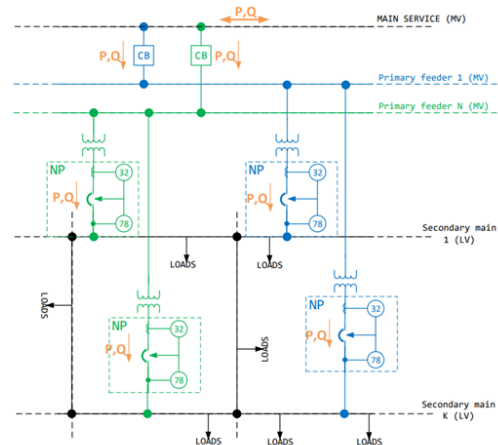 P,Q
MAIN SERVICE (MV)
P,Q
CB
CB
P,Q
Primary feeder 1 (MV)
Primary feeder N (MV)
NP
32
P,Q
78
NP
32
P,Q
78
Secondary main
1 (LV)
LOADS
LOADS
LOADS
LOADS
NP
32
P,Q
78
NP
32
P,Q
78
Secondary main
K (LV)
LOADS
LOADS
LOADS